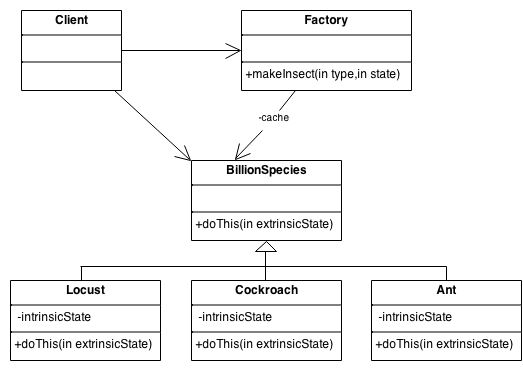 Client
Factory
+makeInsect(in type,in state)
-cache
BillionSpecies
+doThis(in extrinsicState)
Locust
Cockroach
Ant
-intrinsicState
-intrinsicState
-intrinsicState
+doThis(in extrinsicState)
+doThis(in extrinsicState)
+doThis(in extrinsicState)